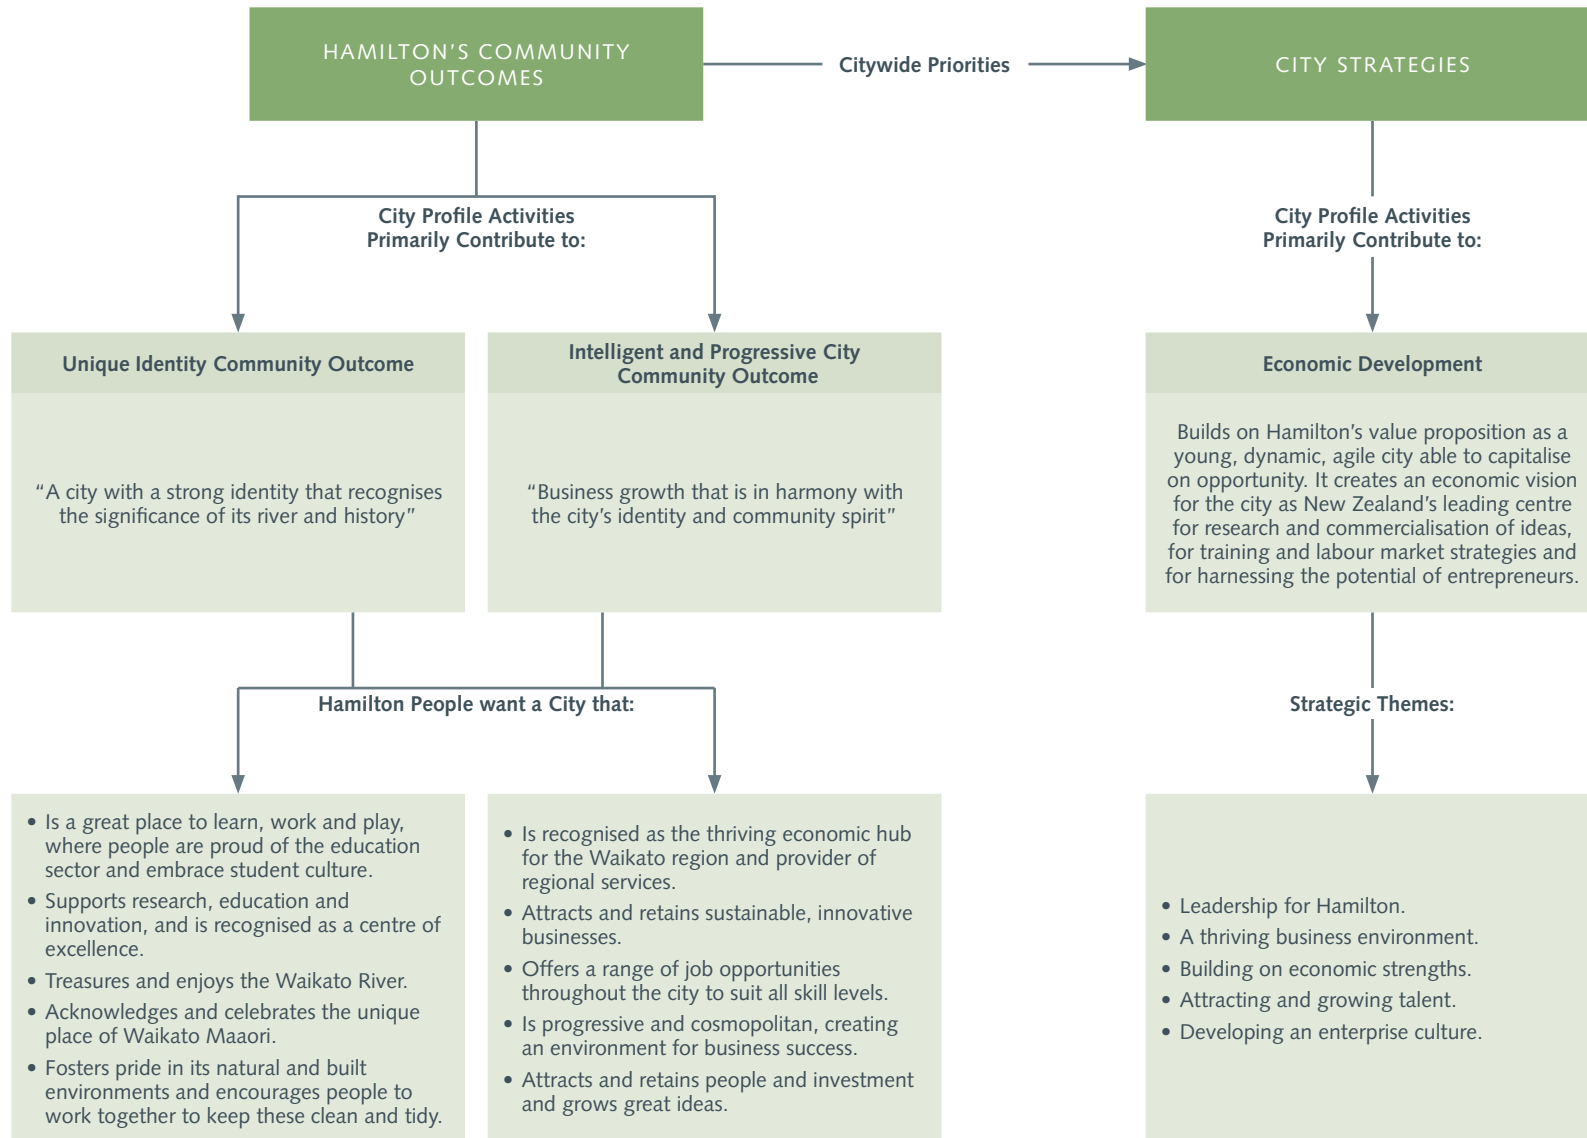 HAMILTON'S COMMUNITY
OUTCOMES
Citywide Priorities
CITY STRATEGIES
City Profile Activities
Primarily Contribute to:
City Profile Activities
Primarily Contribute to:
Unique Identity Community Outcome
“A city with a strong identity that recognises
the significance of its river and history”
Intelligent and Progressive City
Community Outcome
“Business growth that is in harmony with
the city’s identity and community spirit”
Economic Development
Builds on Hamilton’s value proposition as a
young, dynamic, agile city able to capitalise
on opportunity. It creates an economic vision
for the city as New Zealand’s leading centre
for research and commercialisation of ideas,
for training and labour market strategies and
for harnessing the potential of entrepreneurs.
Hamilton People want a City that:
Strategic Themes:
• Is a great place to learn, work and play,
where people are proud of the education
sector and embrace student culture.
• Supports research, education and
innovation, and is recognised as a centre of
excellence.
• Treasures and enjoys the Waikato River.
• Acknowledges and celebrates the unique
place of Waikato Maaori.
• Fosters pride in its natural and built
environments and encourages people to
work together to keep these clean and tidy.
• Is recognised as the thriving economic hub
for the Waikato region and provider of
regional services.
• Attracts and retains sustainable, innovative
businesses.
• Offers a range of job opportunities
throughout the city to suit all skill levels.
• Is progressive and cosmopolitan, creating
an environment for business success.
• Attracts and retains people and investment
and grows great ideas.
• Leadership for Hamilton.
• A thriving business environment.
• Building on economic strengths.
• Attracting and growing talent.
• Developing an enterprise culture.